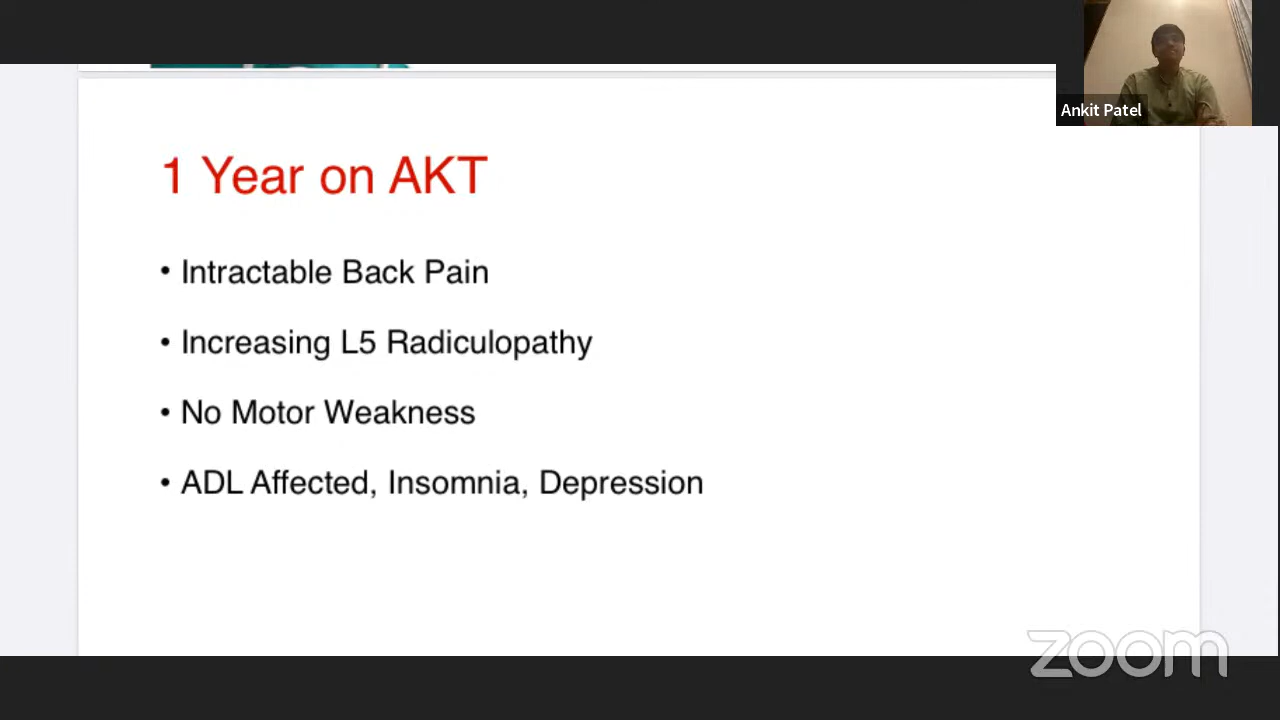 Ankit Patel
1 Year on AKT
• Intractable Back Pain
• Increasing L5 Radiculopathy
• No Motor Weakness
• ADL Affected, Insomnia, Depression
zoom